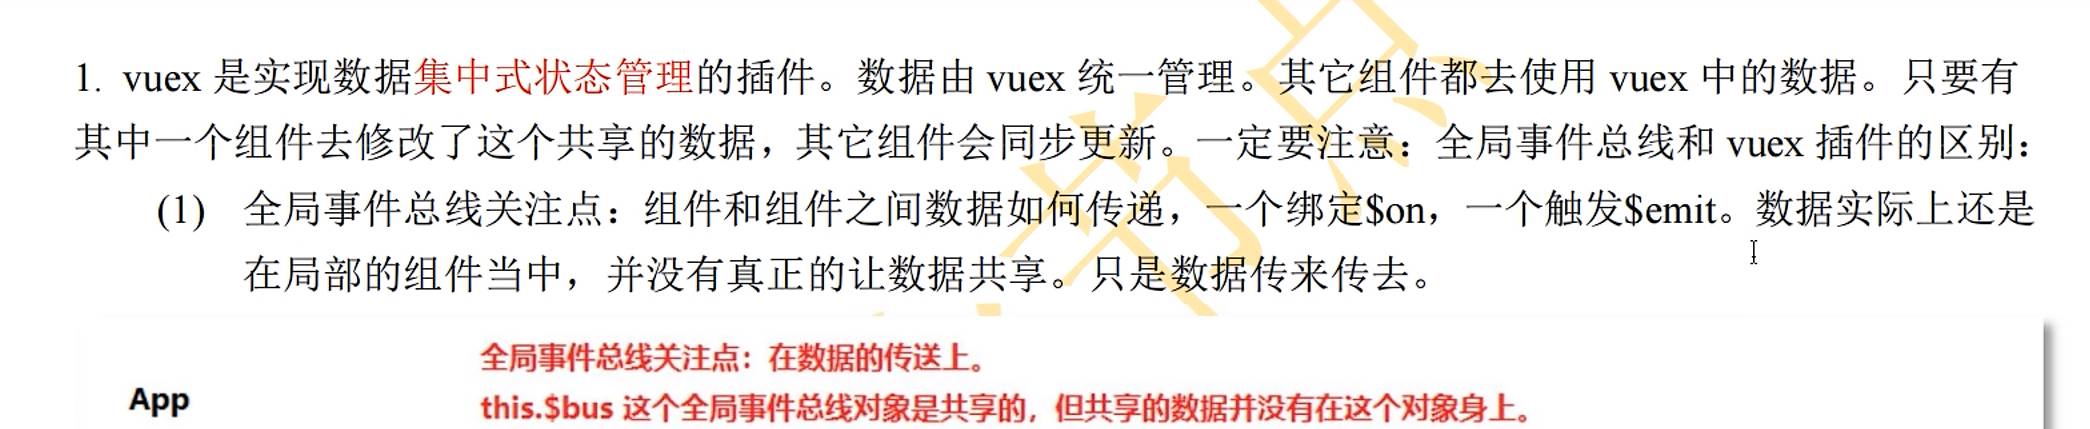 1. vuex 是实现数据集中式状态管理的插件。数据由 vuex 统一管理。其它组件都去使用 vuex 中的数据。只要有
其中一个组件去修改了这个共享的数据，其它组件会同步更新。一定要注意：全局事件总线和 vuex 插件的区别：
(1) 全局事件总线关注点：组件和组件之间数据如何传递，一个绑定$on，一个触发$emit。数据实际上还是
在局部的组件当中，并没有真正的让数据共享。只是数据传来传去。
全局事件总线关注点：在数据的传送上。
App
this.$bus 这个全局事件总线对象是共享的，但共享的数据并没有在这个对象身上。